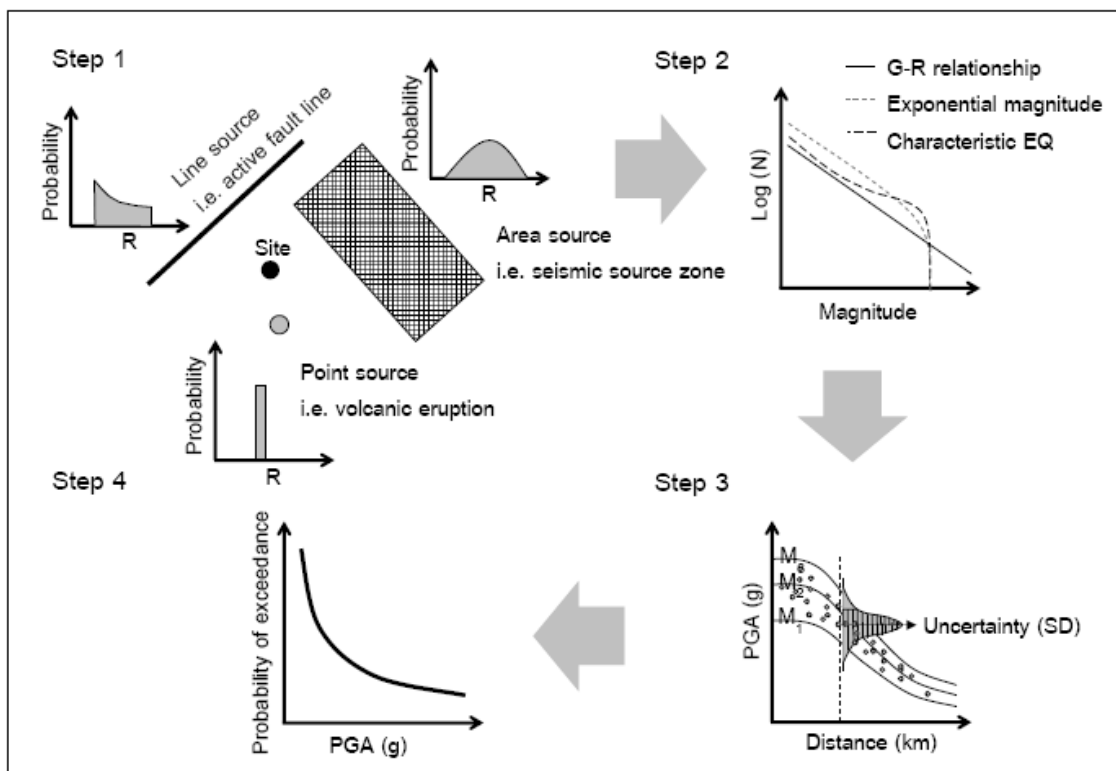 Step 1
Probability
R
Line source
i.e. active fault line
Probability
R
Site
Area source
i.e. seismic source zone
Probability
R
Point source
i.e. volcanic eruption
Step 2
G-R relationship
Exponential magnitude
Characteristic EQ
Log (N)
Magnitude
Step 3
PGA (g)
M
M2
M1
Uncertainty (SD)
Distance (km)
Step 4
Probability of exceedance
PGA (g)